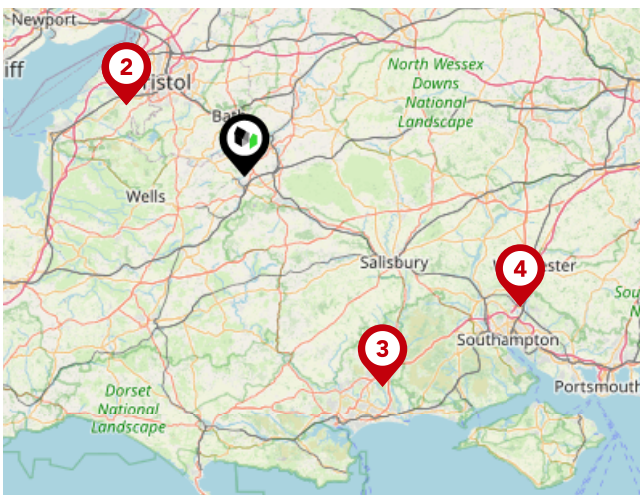 Newport
iff
2
ristol
North Wessex
Downs
National
Landscape
Bath
Wells
Salisbury
4
ester
Sou
N
3
Southampton
Portsmouth
Dorset
National
Landscape